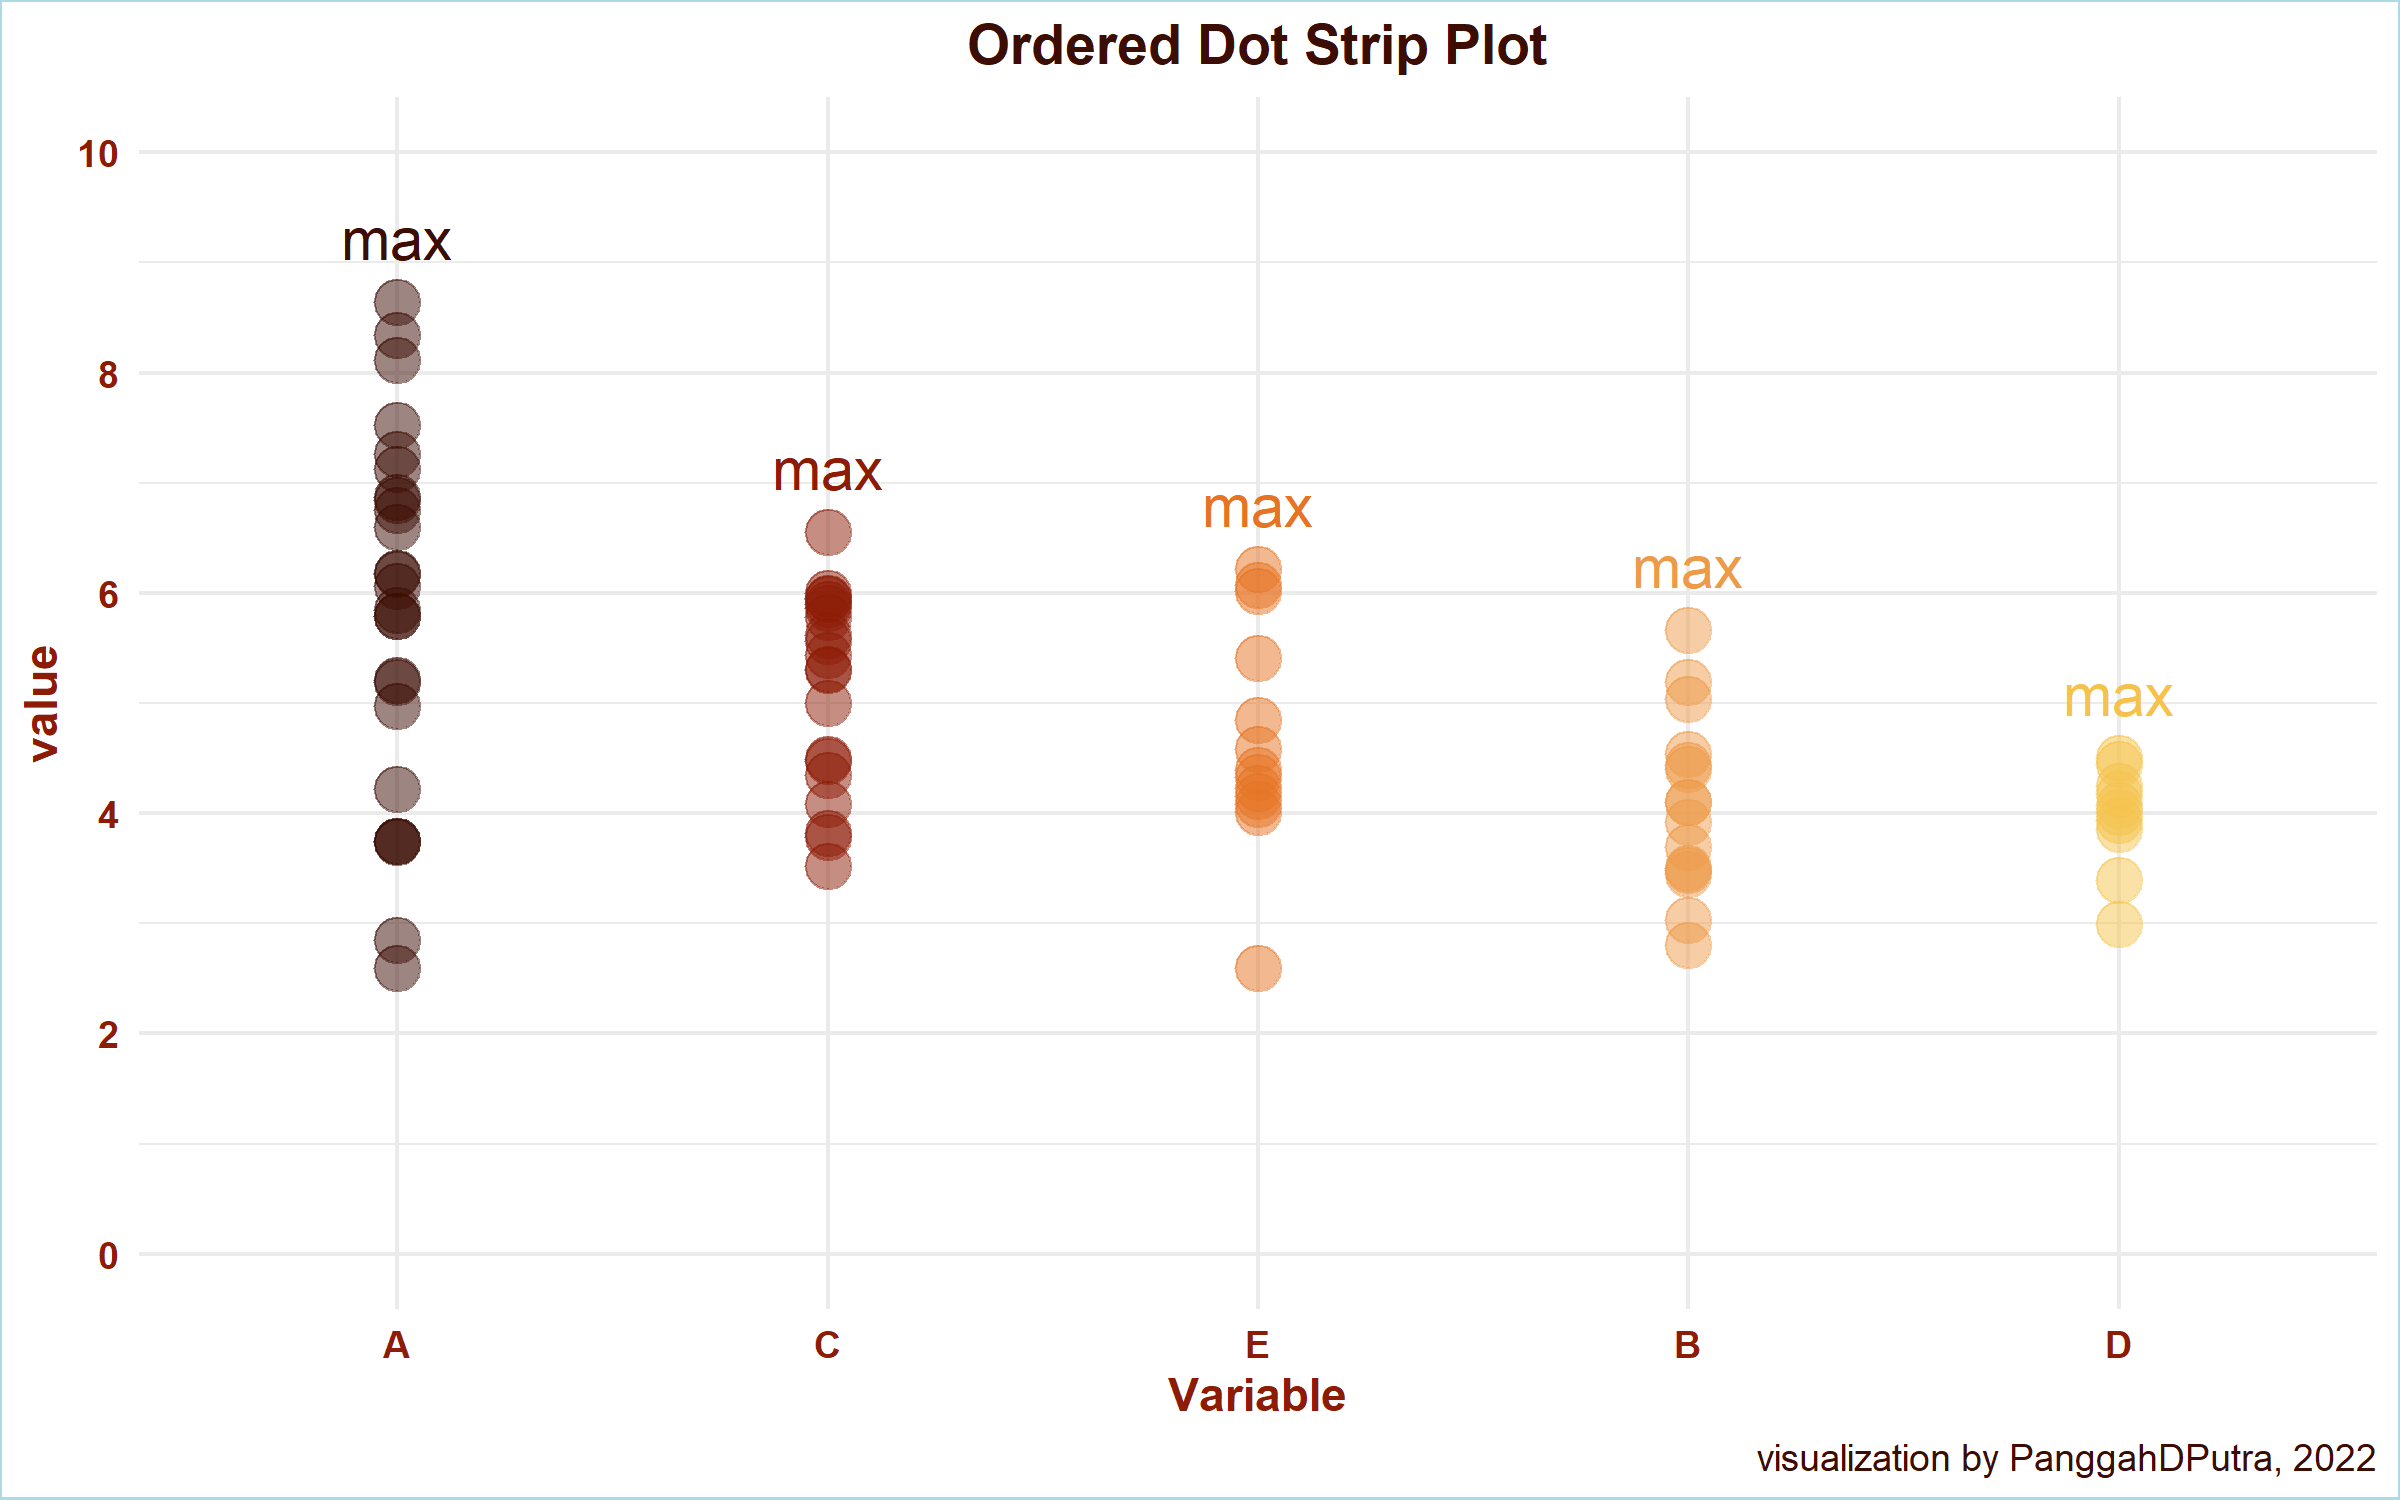 Ordered Dot Strip Plot
10
8
6
4
2
0
value
max
max
max
max
max
A
C
E
B
D
Variable
visualization by PanggahDPutra, 2022